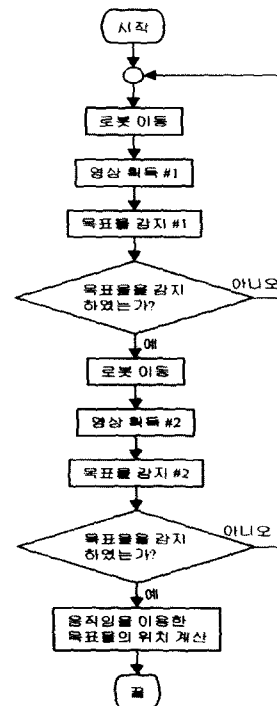 시작
로봇 이동
영상 획득 #1
목표물 감지 #1
목표물을 감지
하였는가?
아니오
예
로봇 이동
영상 획득 #2
목표물 감지 #2
목표물을 감지
하였는가?
아니오
예
움직임을 이용한
목표물의 위치 계산
끝